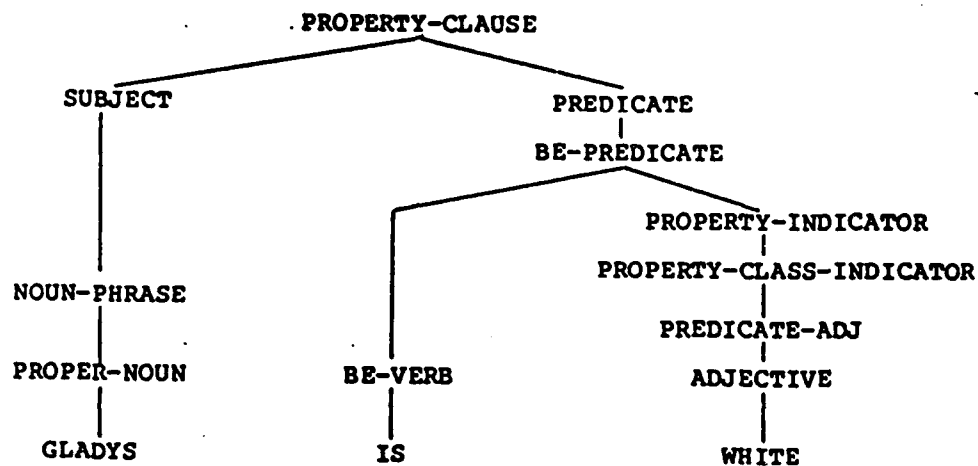 PROPERTY-CLAUSE
SUBJECT PREDICATE
BE-PREDICATE
PROPERTY-INDICATOR
PROPERTY-CLASS-INDICATOR
NOUN-PHRASE
PREDICATE-ADJ
PROPER-NOUN BE-VERB ADJECTIVE
GLADYS IS WHITE